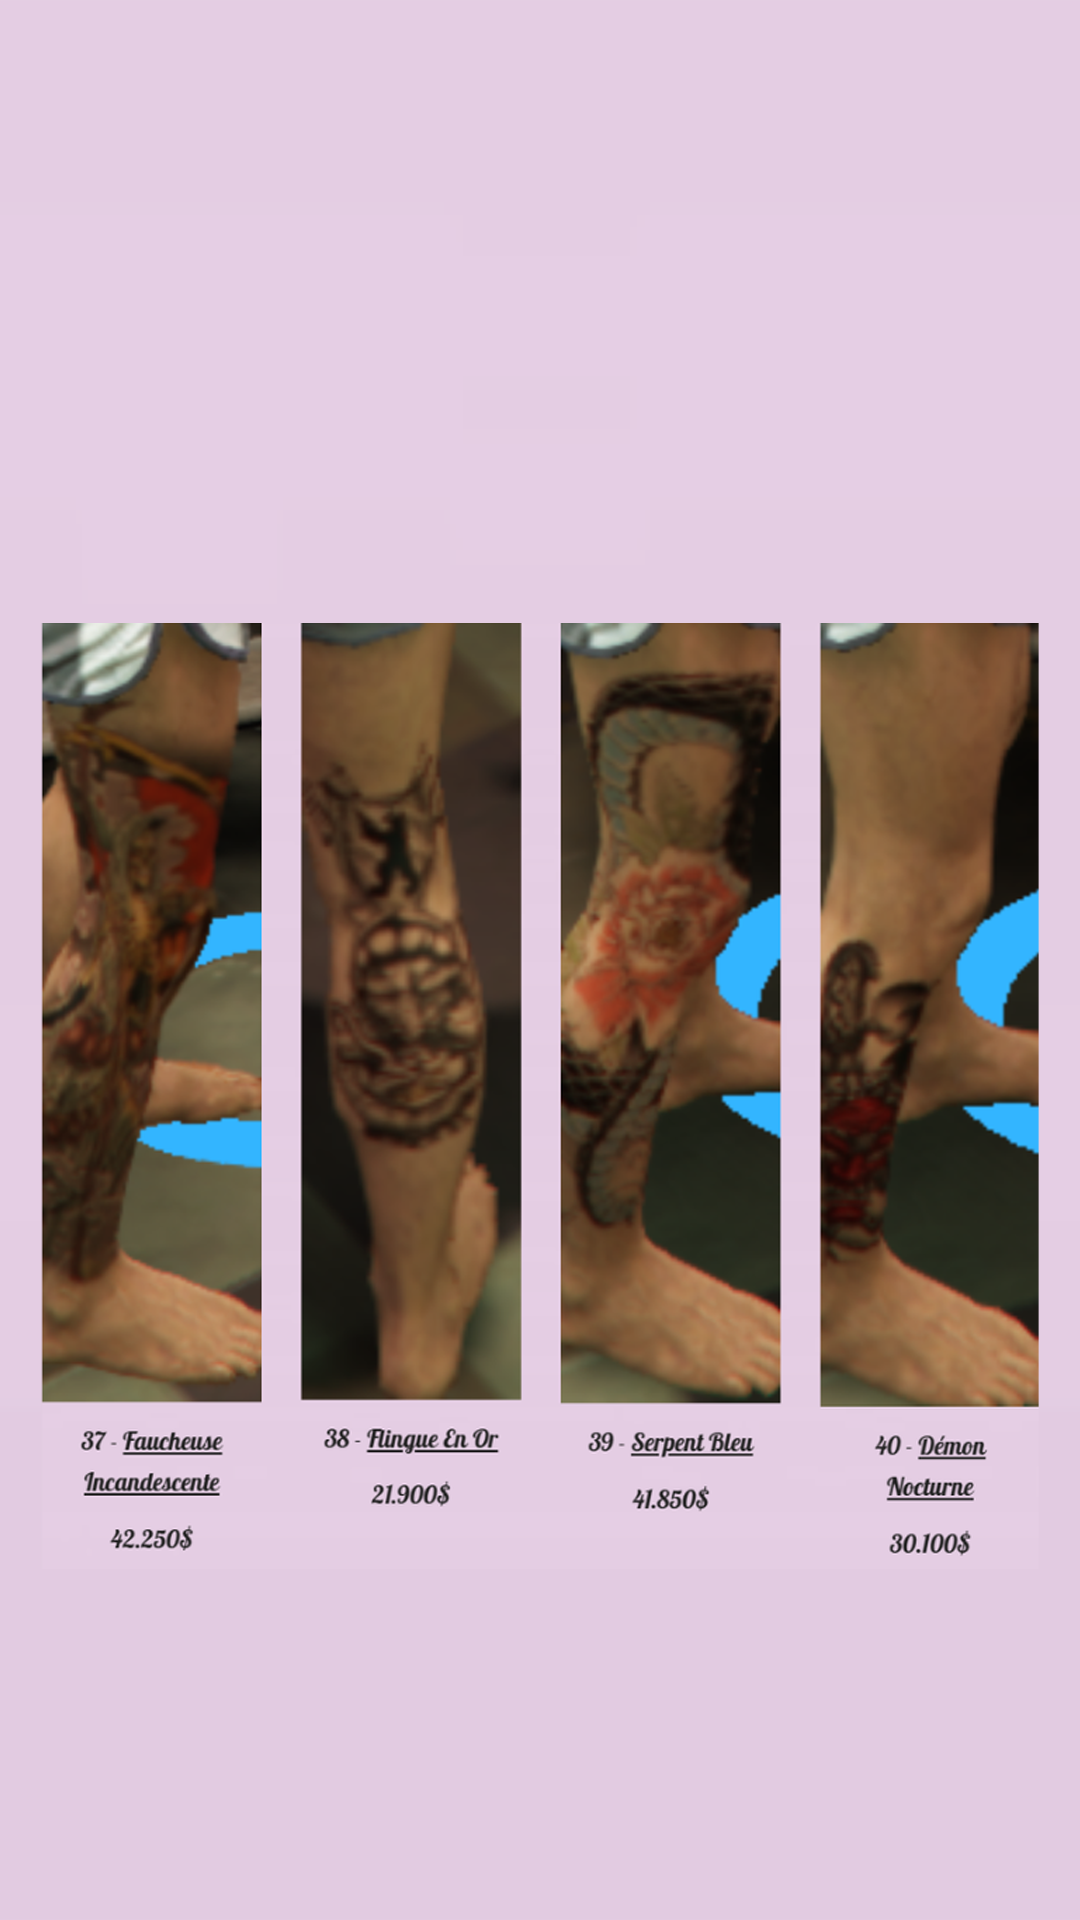 37 - Faucheuse
Incandescente
42.250$
38 - Flingue En Or
21.900$
39 - Serpent Bleu
41.850$
40 - Démon
Nocturne
30.100$